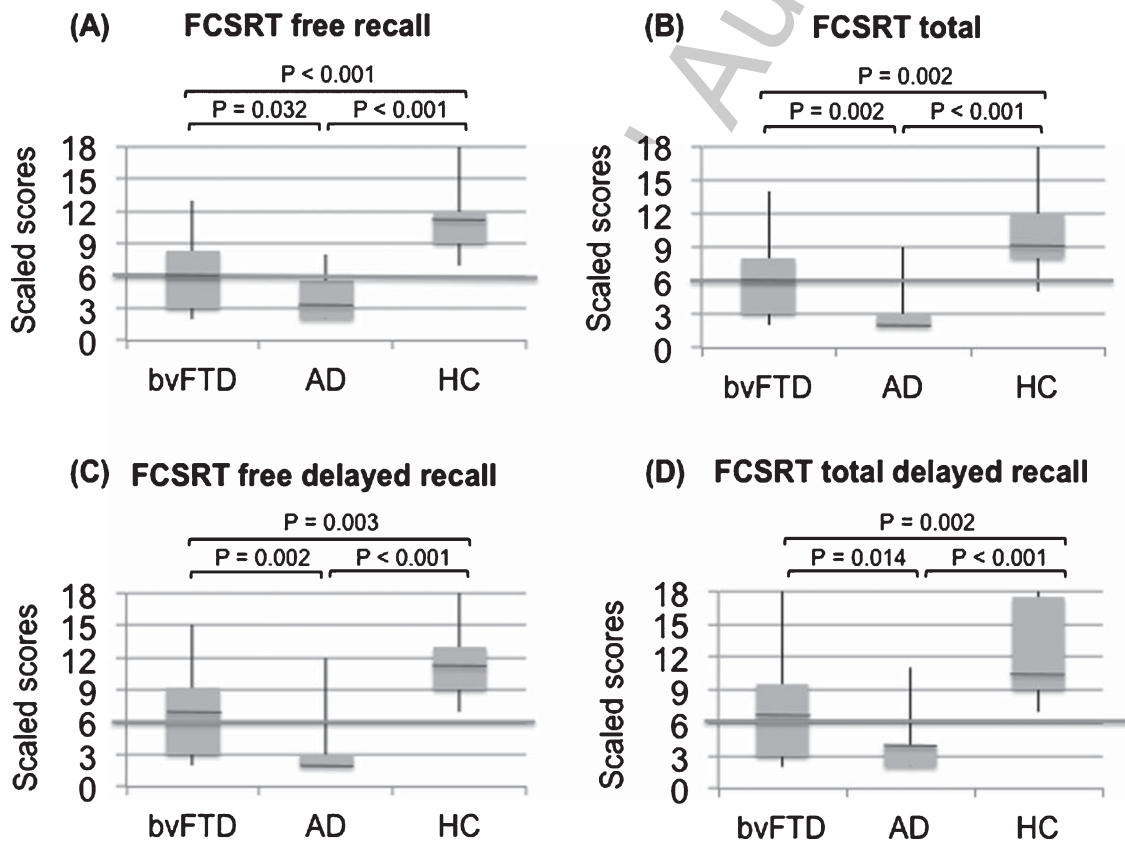 (A) FCSRT free recall
P < 0.001
P = 0.032 P < 0.001
Scaled scores
18
15
12
9
6
3
0
bvFTD AD HC
(B) FCSRT total
P = 0.002
P = 0.002 P < 0.001
Scaled scores
18
15
12
9
6
3
0
bvFTD AD HC
(C) FCSRT free delayed recall
P = 0.003
P = 0.002 P < 0.001
Scaled scores
18
15
12
9
6
3
0
bvFTD AD HC
(D) FCSRT total delayed recall
P = 0.002
P = 0.014 P < 0.001
Scaled scores
18
15
12
9
6
3
0
bvFTD AD HC
Au